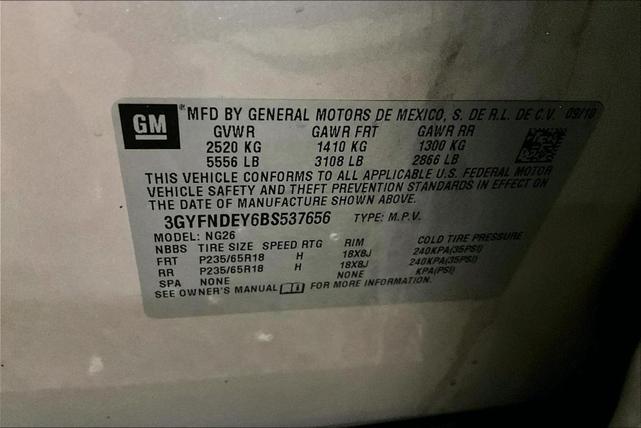 GM ® MFD BY GENERAL MOTORS DE MEXICO, S. DE R.L. DE C.V. 09/10
GVWR GAWR FRT GAWR RR
2520 KG 1410 KG 1300 KG
5556 LB 3108 LB 2866 LB
THIS VEHICLE CONFORMS TO ALL APPLICABLE U.S. FEDERAL MOTOR
VEHICLE SAFETY AND THEFT PREVENTION STANDARDS IN EFFECT ON
THE DATE OF MANUFACTURE SHOWN ABOVE.
3GYFNDEY6BS537656 TYPE: M.P.V.
MODEL: NG26
NBBS TIRE SIZE SPEED RTG RIM COLD TIRE PRESSURE
FRT P235/65R18 H 18X8J 240KPA(35PSI)
RR P235/65R18 H 18X8J 240KPA(35PSI)
SPA NONE NONE KPA(PSI)
SEE OWNER'S MANUAL FOR MORE INFORMATION.